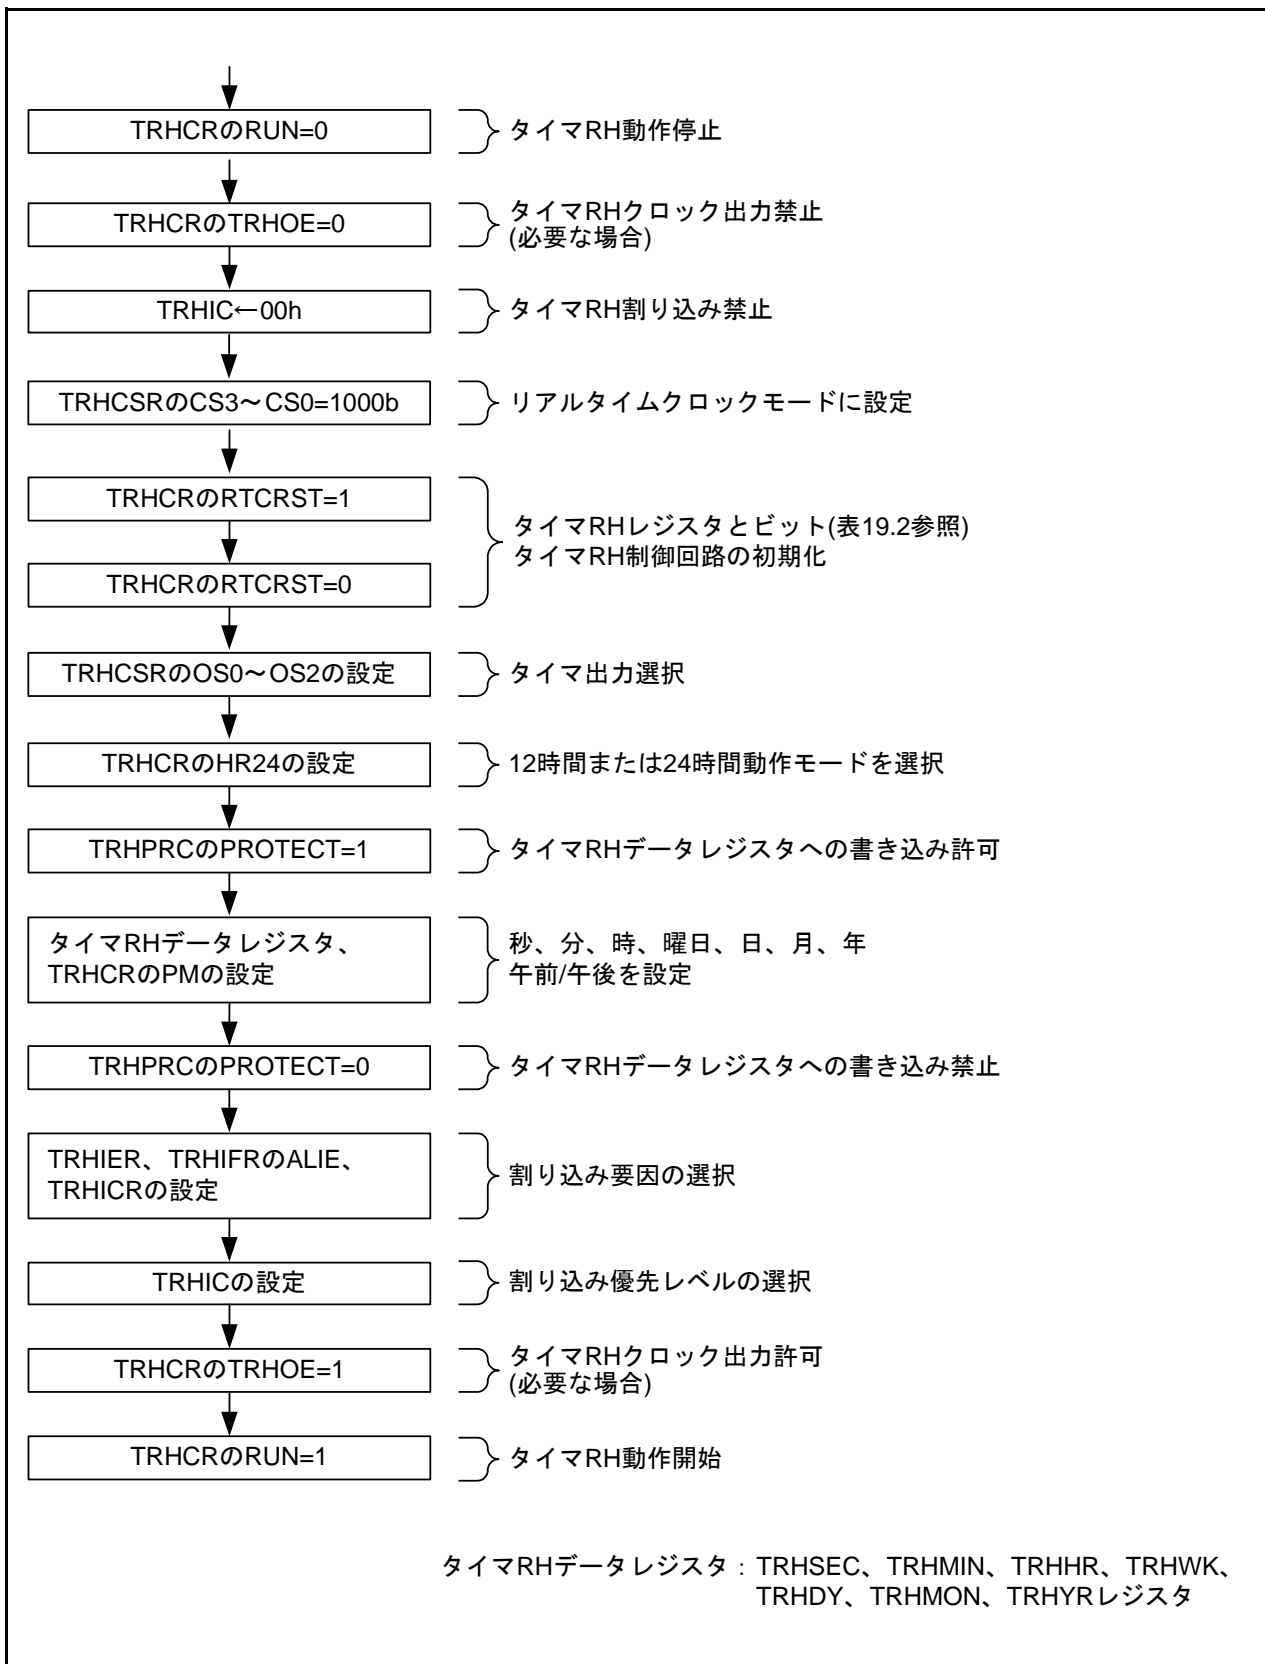 TRHCRのRUN=0
タイマRH動作停止
TRHCRのTRHOE=0
タイマRHクロック出力禁止
(必要な場合)
TRHIC←00h
タイマRH割り込み禁止
TRHCSRのCS3～CS0=1000b
リアルタイムクロックモードに設定
TRHCRのRTCRST=1
TRHCRのRTCRST=0
タイマRHレジスタとビット(表19.2参照)
タイマRH制御回路の初期化
TRHCSRのOS0～OS2の設定
タイマ出力選択
TRHCRのHR24の設定
12時間または24時間動作モードを選択
TRHPRCのPROTECT=1
タイマRHデータレジスタへの書き込み許可
タイマRHデータレジスタ、
TRHCRのPMの設定
秒、分、時、曜日、日、月、年
午前/午後を設定
TRHPRCのPROTECT=0
タイマRHデータレジスタへの書き込み禁止
TRHIER、TRHIFRのALIE、
TRHICRの設定
割り込み要因の選択
TRHICの設定
割り込み優先レベルの選択
TRHCRのTRHOE=1
タイマRHクロック出力許可
(必要な場合)
TRHCRのRUN=1
タイマRH動作開始
タイマRHデータレジスタ：TRHSEC、TRHMIN、TRHHR、TRHWK、
TRHDY、TRHMON、TRHYRレジスタ